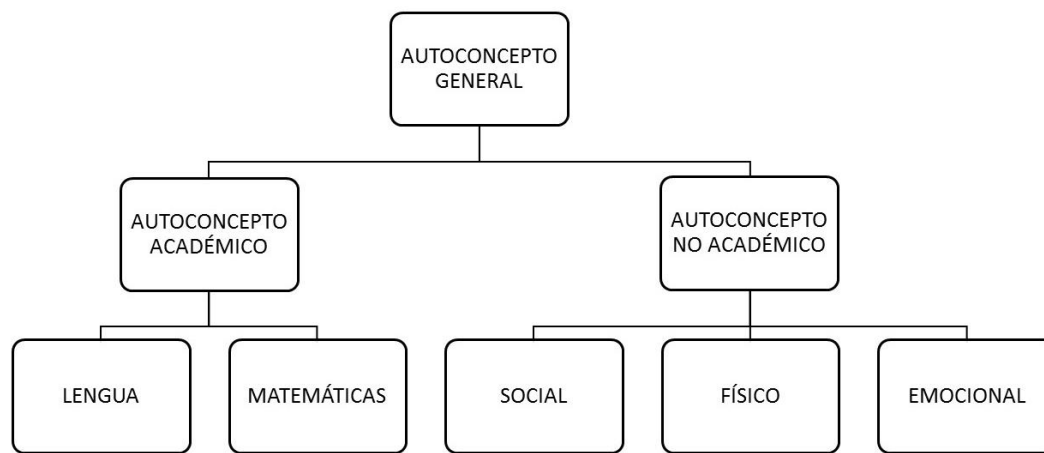 AUTOCONCEPTO
GENERAL
AUTOCONCEPTO
ACADÉMICO
AUTOCONCEPTO
NO ACADÉMICO
LENGUA
MATEMÁTICAS
SOCIAL
FÍSICO
EMOCIONAL